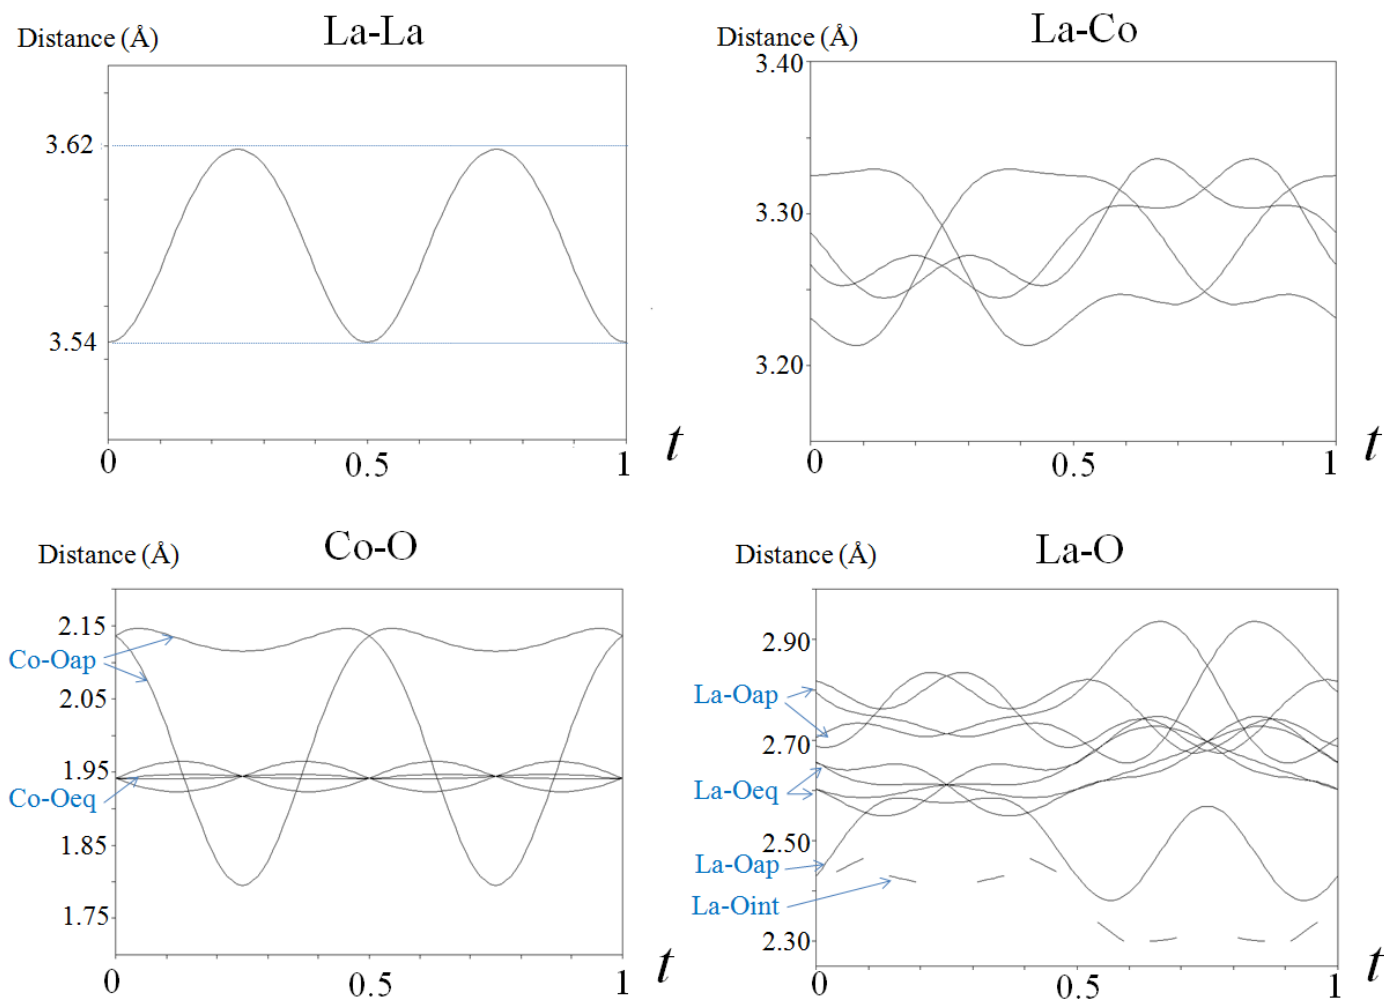 La-La
Distance (Å)
3.62
3.54
0
0.5
1
t
La-Co
Distance (Å)
3.40
3.30
3.20
0
0.5
1
t
Co-O
Distance (Å)
2.15
Co-Oap
2.05
1.95
Co-Oeq
1.85
1.75
0
0.5
1
t
La-O
Distance (Å)
2.90
La-Oap
2.70
La-Oeq
2.50
La-Oap
La-Oint
2.30
0
0.5
1
t